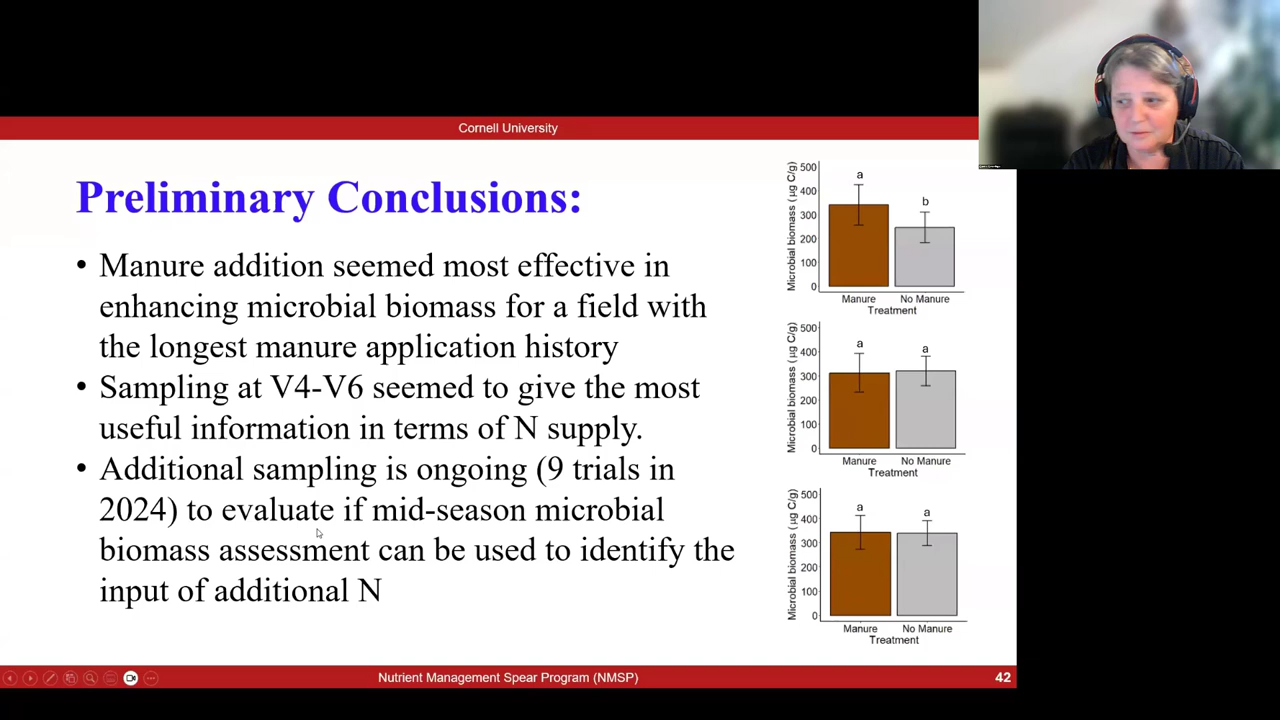 Cornell University
Preliminary Conclusions:
• Manure addition seemed most effective in
enhancing microbial biomass for a field with
the longest manure application history
• Sampling at V4-V6 seemed to give the most
useful information in terms of N supply.
• Additional sampling is ongoing (9 trials in
2024) to evaluate if mid-season microbial
biomass assessment can be used to identify the
input of additional N
Microbial biomass (µg C/g)
500
400
300
200
100
0
a
b
Manure No Manure
Treatment
Microbial biomass (µg C/g)
500
400
300
200
100
0
a
a
Manure No Manure
Treatment
Microbial biomass (µg C/g)
500
400
300
200
100
0
a
a
Manure No Manure
Treatment
Nutrient Management Spear Program (NMSP)
42